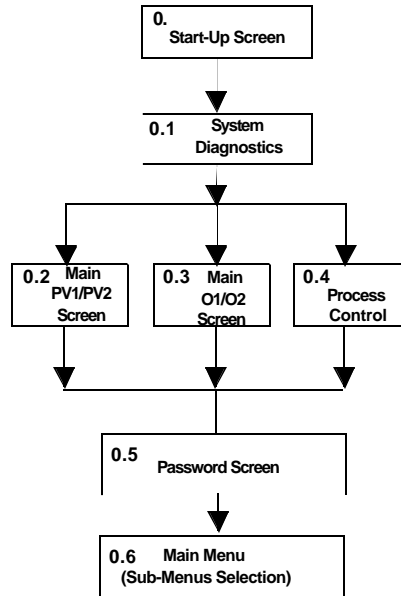 0.
Start-Up Screen
0.1 System
Diagnostics
0.2 Main
PV1/PV2
Screen
0.3 Main
O1/O2
Screen
0.4
Process
Control
0.5
Password Screen
0.6 Main Menu
(Sub-Menus Selection)